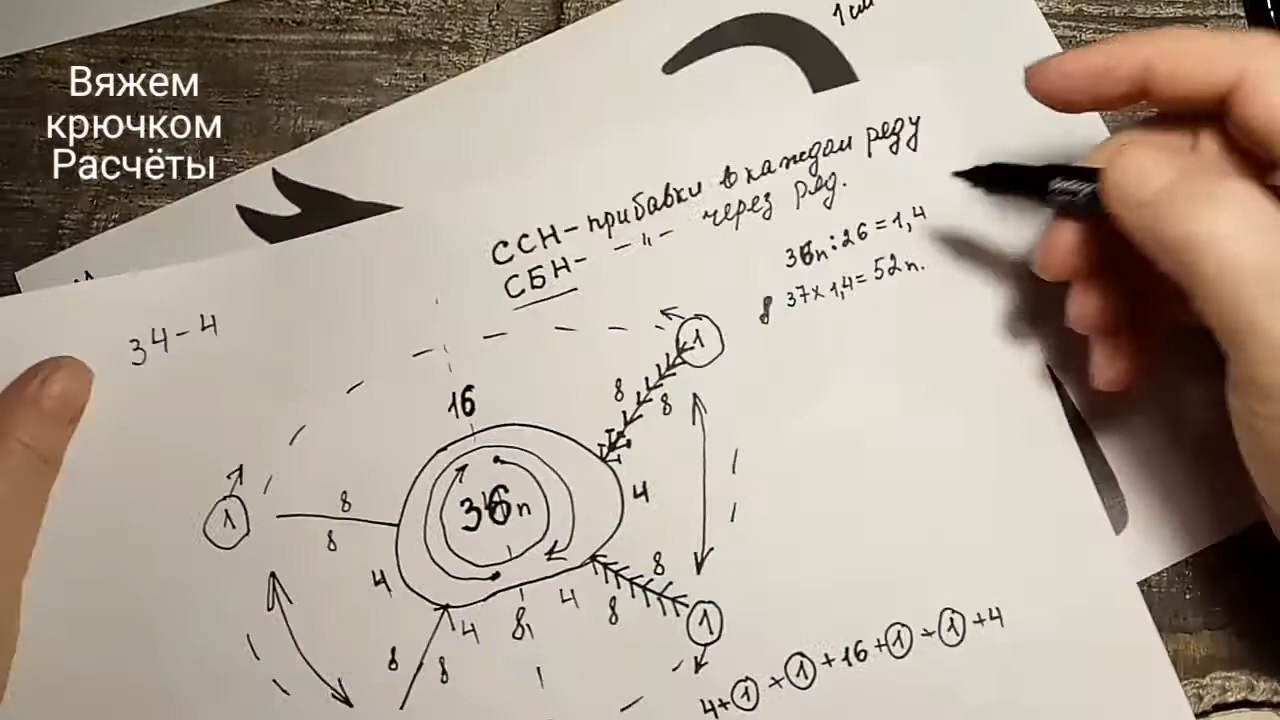 Вяжем
крючком
Расчёты
1 см
ССН-прибавки в каждом ряду
СБН- -"- через ряд.
36п:26=1,4
37×1,4=52п.
34-4
1
16
8
8
4
36п
1
8
8
4
4
8
4
8
8
8
8
1
4+1+1+16+1+1+4